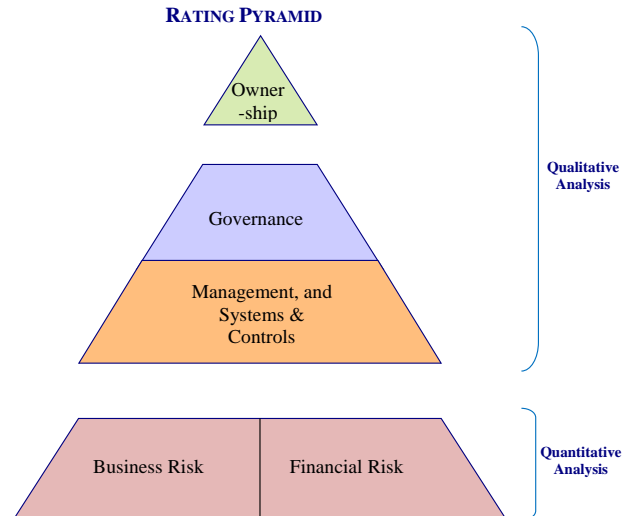 RATING PYRAMID
Owner
-ship
Qualitative
Analysis
Governance
Management, and
Systems &
Controls
Business Risk
Financial Risk
Quantitative
Analysis